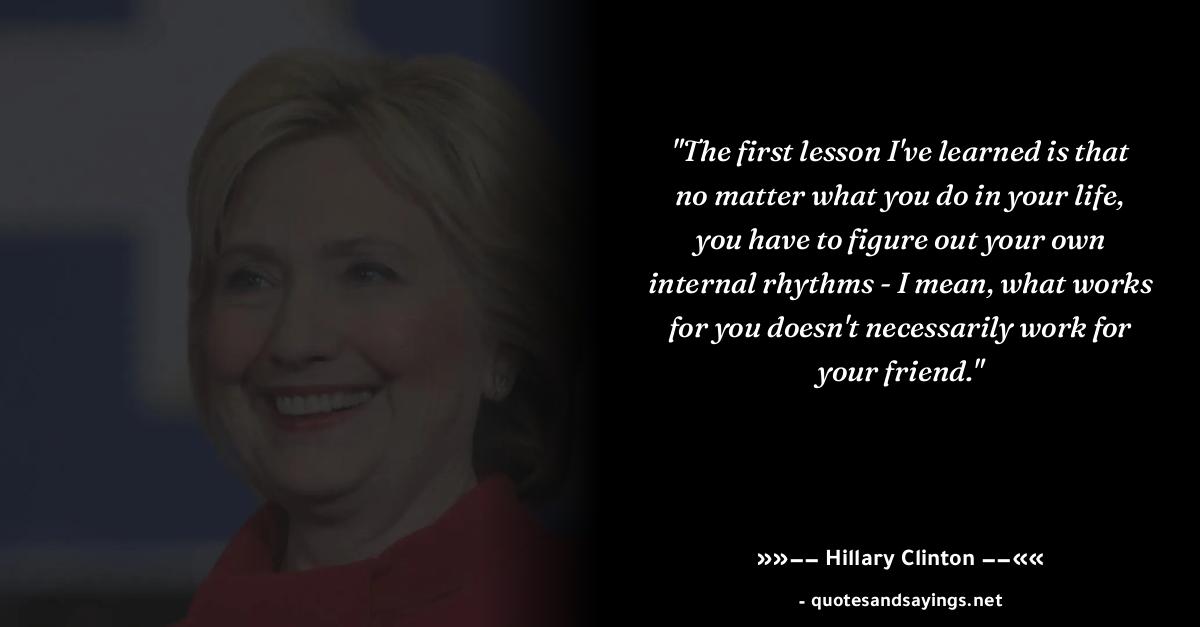 "The first lesson I've learned is that
no matter what you do in your life,
you have to figure out your own
internal rhythms - I mean, what works
for you doesn't necessarily work for
your friend."
»»–– Hillary Clinton ––««
- quotesandsayings.net